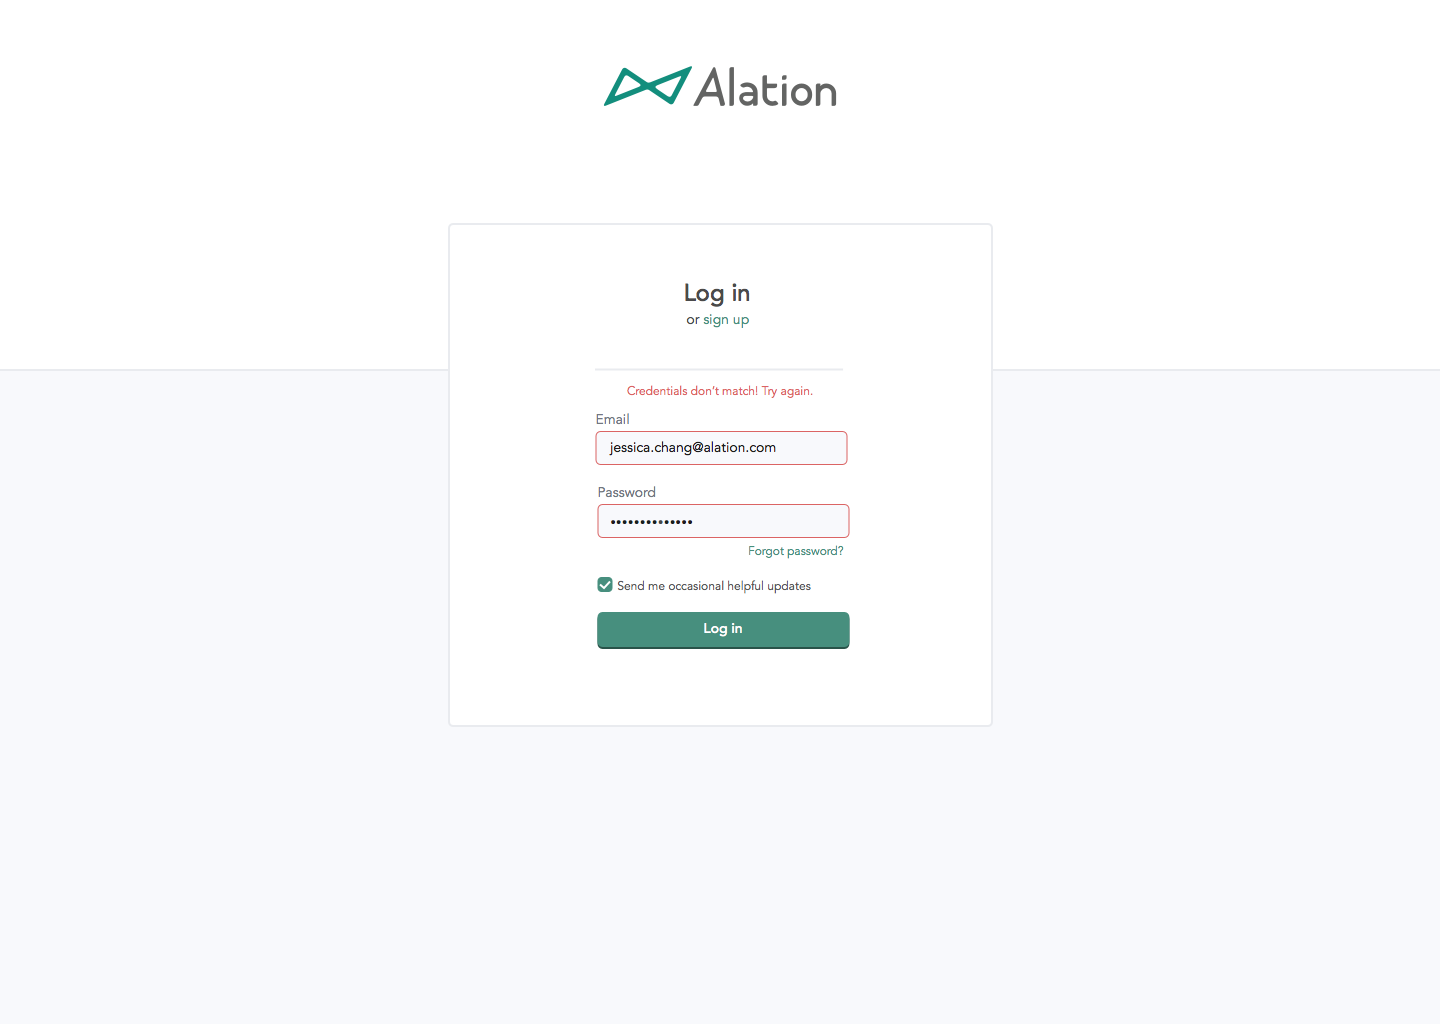 Alation
Log in
or sign up
Credentials don't match! Try again.
Email
jessica.chang@alation.com
Password
••••••••••••••
Forgot password?
Send me occasional helpful updates
Log in